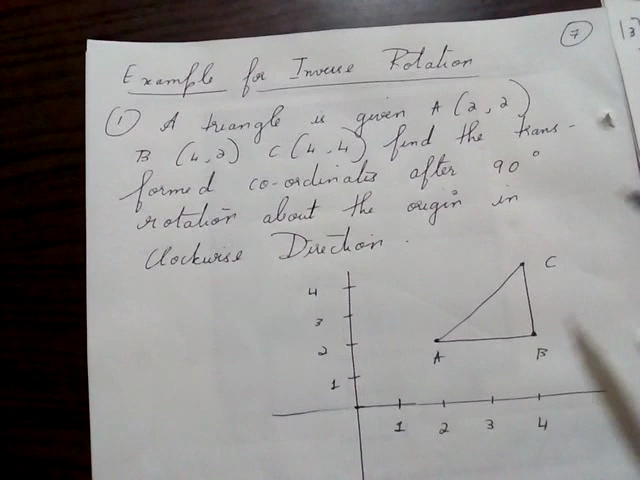 7
Example for Inverse Rotation
1 A triangle is given A (2,2)
B (4,2) C (4,4) find the trans-
formed co-ordinates after 90°
rotation about the origin in
Clockwise Direction.
C
4
3
2
A B
1
1 2 3 4